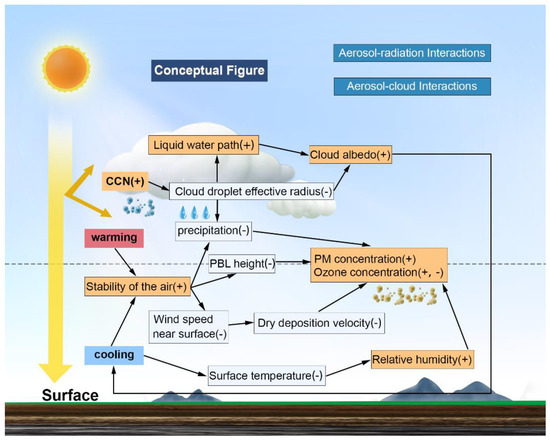 Conceptual Figure
Aerosol-radiation Interactions
Aerosol-cloud Interactions
Liquid water path(+)
Cloud albedo(+)
CCN(+)
Cloud droplet effective radius(-)
precipitation(-)
warming
PBL height(-)
PM concentration(+)
Ozone concentration(+, -)
Stability of the air(+)
Wind speed
near surface(-)
Dry deposition velocity(-)
cooling
Relative humidity(+)
Surface temperature(-)
Surface